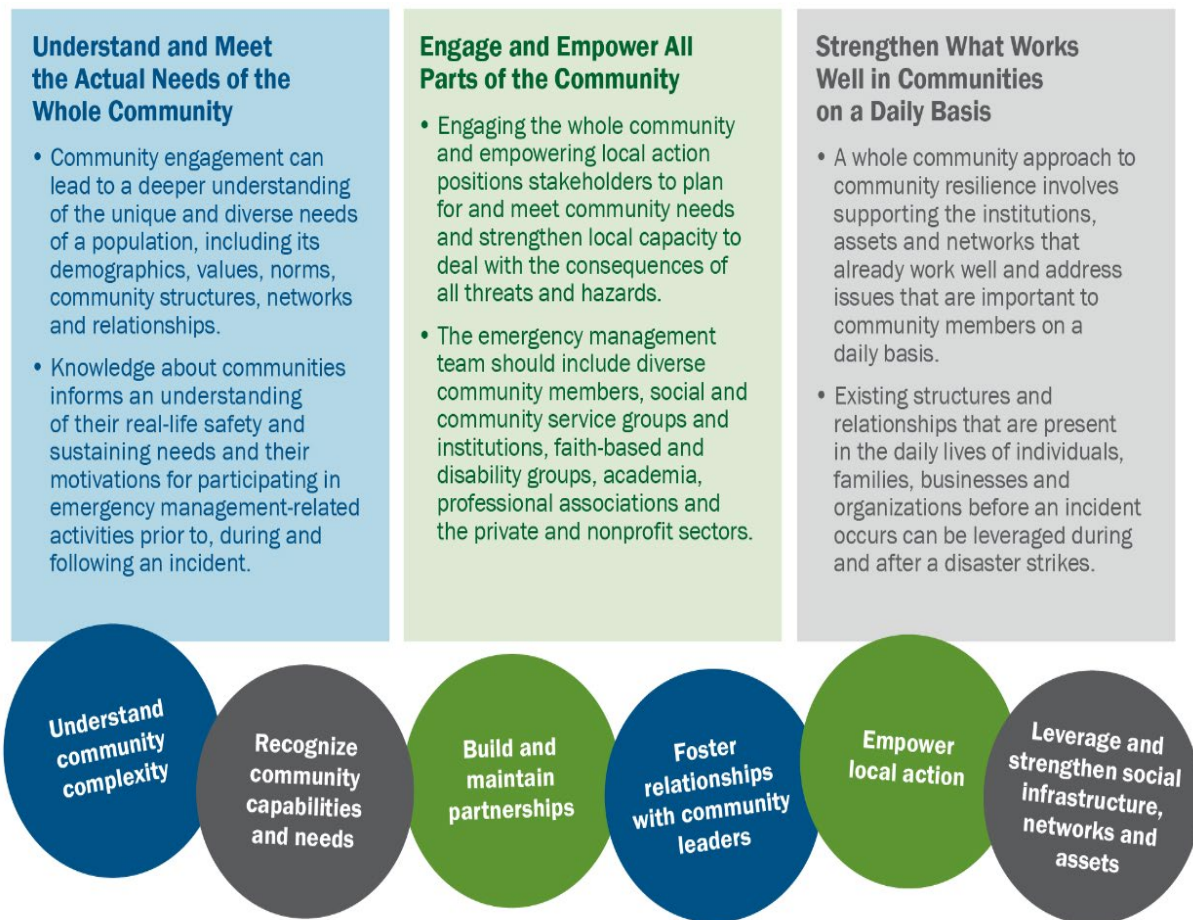 Understand and Meet
the Actual Needs of the
Whole Community
• Community engagement can
lead to a deeper understanding
of the unique and diverse needs
of a population, including its
demographics, values, norms,
community structures, networks
and relationships.
• Knowledge about communities
informs an understanding
of their real-life safety and
sustaining needs and their
motivations for participating in
emergency management-related
activities prior to, during and
following an incident.
Engage and Empower All
Parts of the Community
• Engaging the whole community
and empowering local action
positions stakeholders to plan
for and meet community needs
and strengthen local capacity to
deal with the consequences of
all threats and hazards.
• The emergency management
team should include diverse
community members, social and
community service groups and
institutions, faith-based and
disability groups, academia,
professional associations and
the private and nonprofit sectors.
Strengthen What Works
Well in Communities
on a Daily Basis
• A whole community approach to
community resilience involves
supporting the institutions,
assets and networks that
already work well and address
issues that are important to
community members on a
daily basis.
• Existing structures and
relationships that are present
in the daily lives of individuals,
families, businesses and
organizations before an incident
occurs can be leveraged during
and after a disaster strikes.
Understand
community
complexity
Recognize
community
capabilities
and needs
Build and
maintain
partnerships
Foster
relationships
with community
leaders
Empower
local action
Leverage and
strengthen social
infrastructure,
networks and
assets